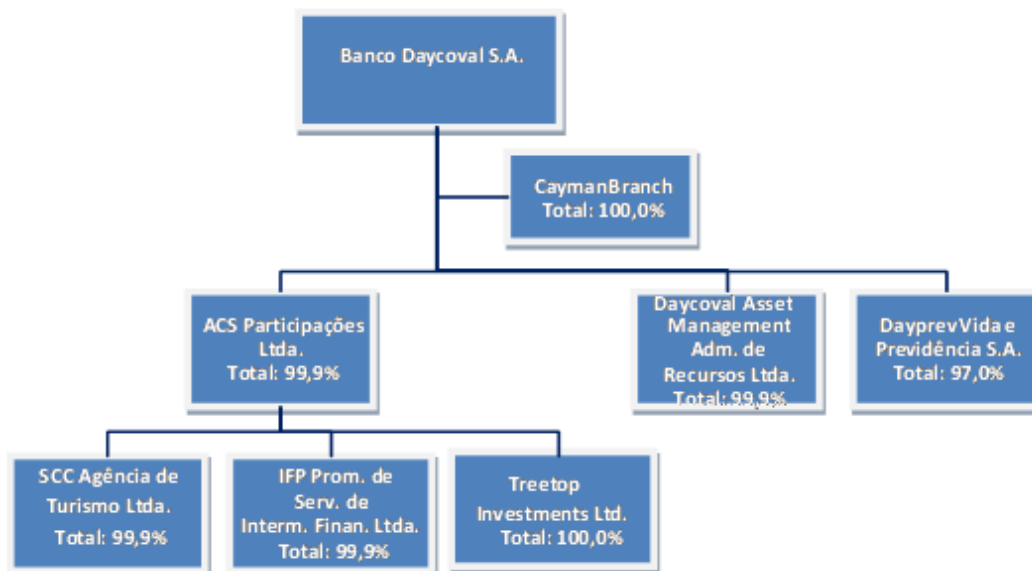 Banco Daycoval S.A.
CaymanBranch
Total: 100,0%
ACS Participações
Ltda.
Total: 99,9%
Daycoval Asset
Management
Adm. de
Recursos Ltda.
Total: 99,9%
Dayprev Vida e
Previdência S.A.
Total: 97,0%
SCC Agência de
Turismo Ltda.
Total: 99,9%
IFP Prom. de
Serv. de
Interm. Finan. Ltda.
Total: 99,9%
Treetop
Investments Ltd.
Total: 100,0%